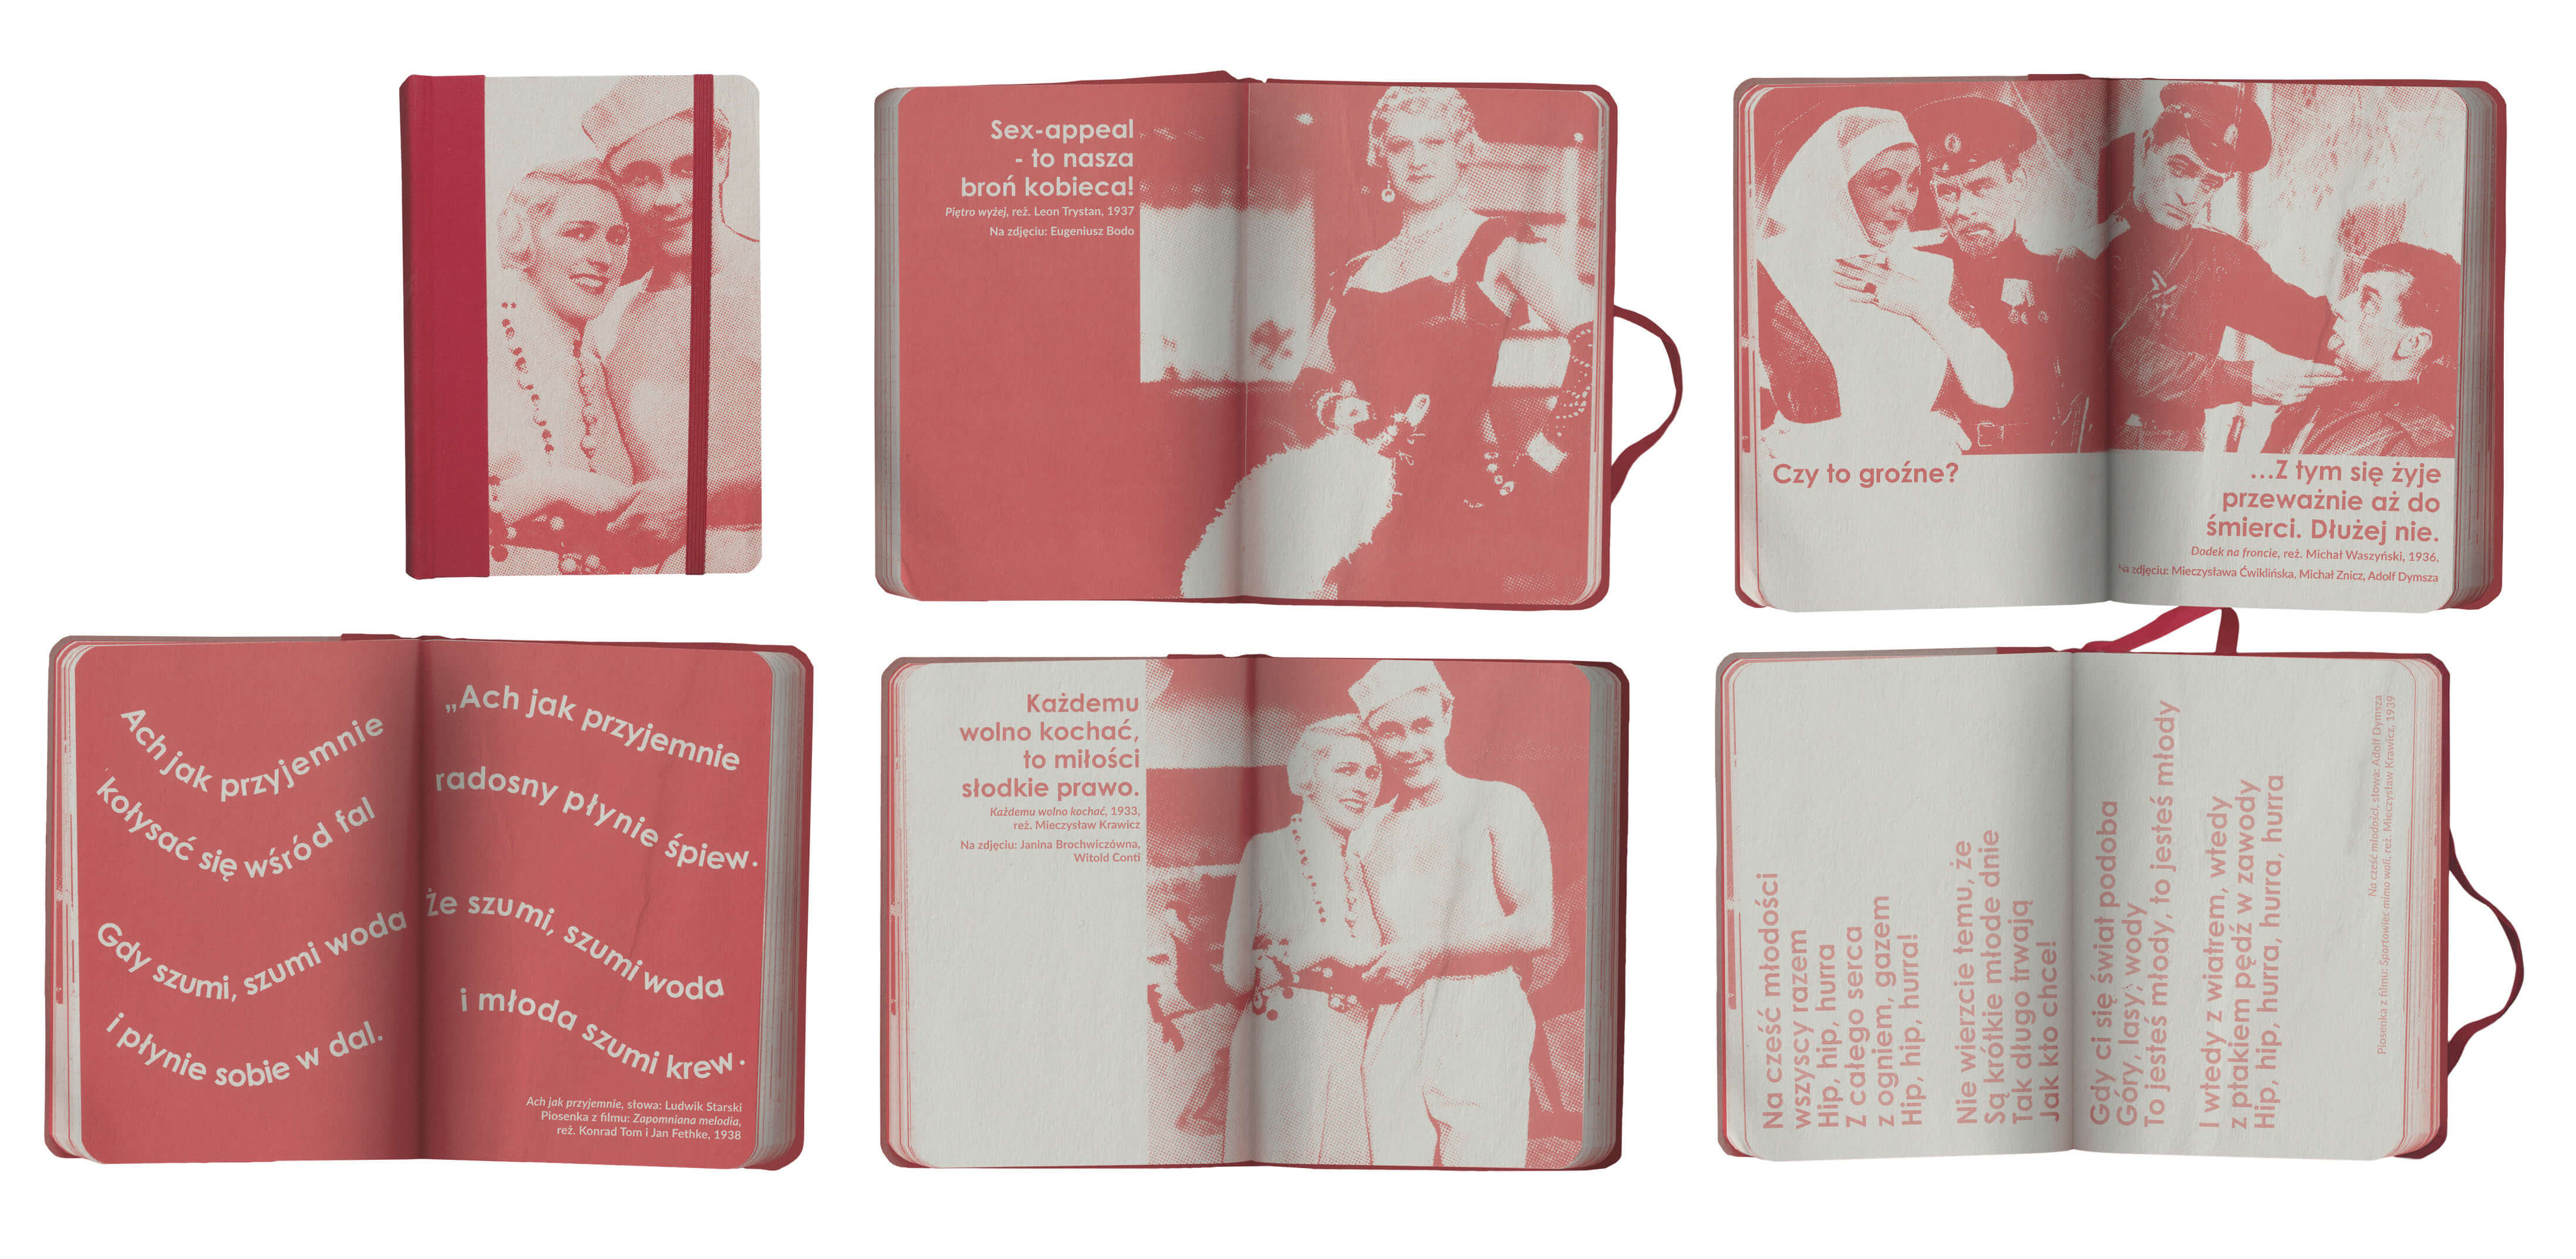 Sex-appeal
- to nasza
broń kobieca!
Piętro wyżej, reż. Leon Trystan, 1937
Na zdjęciu: Eugeniusz Bodo
Czy to groźne?
...Z tym się żyje
przeważnie aż do
śmierci. Dłużej nie.
Dodek na froncie, reż. Michał Waszyński, 1936,
Na zdjęciu: Mieczysława Ćwiklińska, Michał Znicz, Adolf Dymsza
Ach jak przyjemnie
kołysać się wśród fal
Gdy szumi, szumi woda
i płynie sobie w dal.
„Ach jak przyjemnie
radosny płynie śpiew.
Że szumi, szumi woda
i młoda szumi krew.
Ach jak przyjemnie, słowa: Ludwik Starski
Piosenka z filmu: Zapomniana melodia,
reż. Konrad Tom i Jan Fethke, 1938
Każdemu
wolno kochać,
to miłości
słodkie prawo.
Każdemu wolno kochać, 1933,
reż. Mieczysław Krawicz
Na zdjęciu: Janina Brochwiczówna,
Witold Conti
Na cześć młodości
wszyscy razem
Hip, hip, hurra
Z całego serca
z ogniem, gazem
Hip, hip, hurra!
Nie wierzcie temu, że
Są krótkie młode dnie
Tak długo trwają
Jak kto chce!
Gdy ci się świat podoba
Góry, lasy, wody
To jesteś młody, to jesteś młody
I wtedy z wiatrem, wtedy
z ptakiem pędź w zawody
Hip, hip, hurra, hurra, hurra
Na cześć młodości, słowa: Adolf Dymsza
Piosenka z filmu: Sportowiec mimo woli, reż. Mieczysław Krawicz, 1939